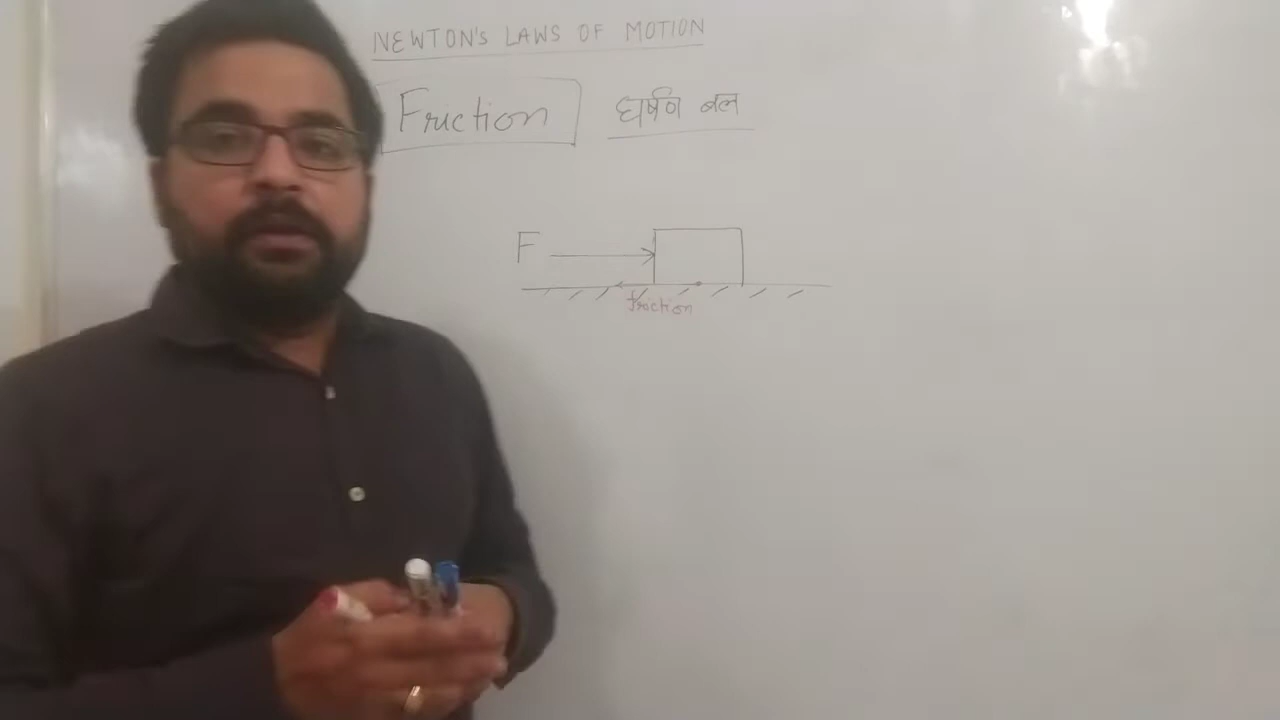 NEWTON'S LAWS OF MOTION
Friction घर्षण बल
F
friction